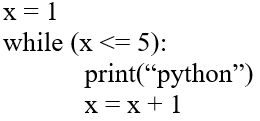 x = 1
while (x <= 5):
print(“python”)
x = x + 1